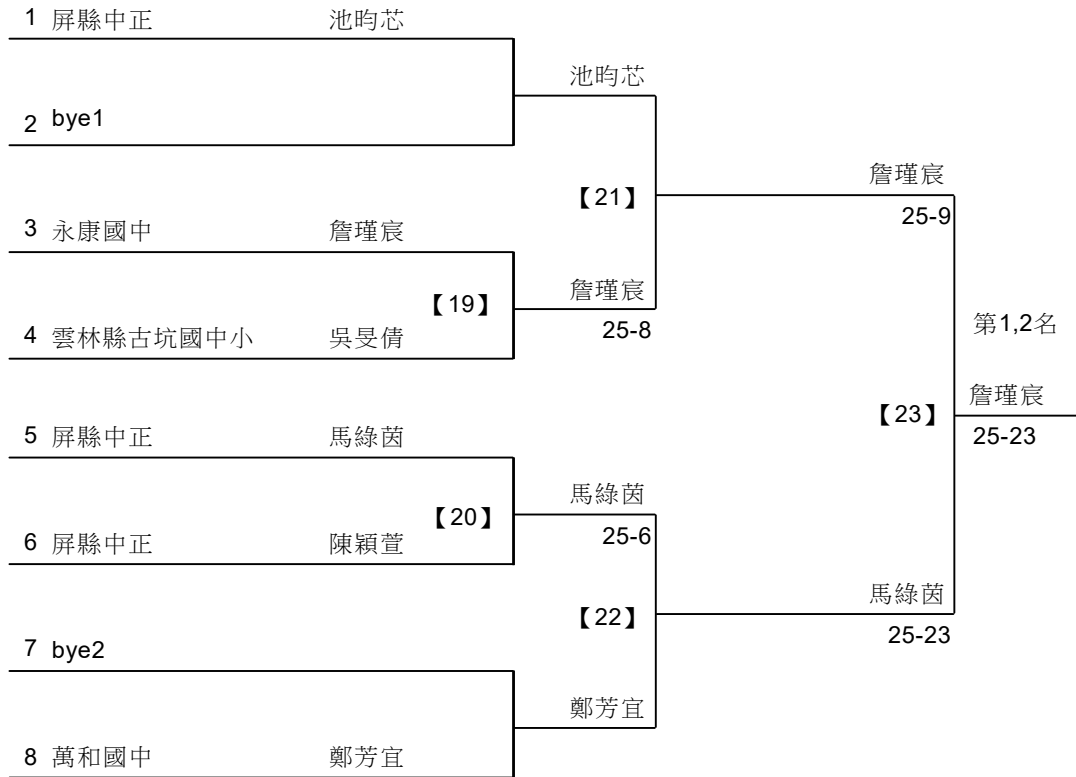 1 屏縣中正 池昀芯
池昀芯
2 bye1
【21】
詹瑾宸
25-9
3 永康國中 詹瑾宸
【19】
詹瑾宸
25-8
4 雲林縣古坑國中小 吳旻倩
第1,2名
【23】
詹瑾宸
25-23
5 屏縣中正 馬綠茵
【20】
馬綠茵
25-6
6 屏縣中正 陳穎萱
【22】
馬綠茵
25-23
7 bye2
鄭芳宜
8 萬和國中 鄭芳宜